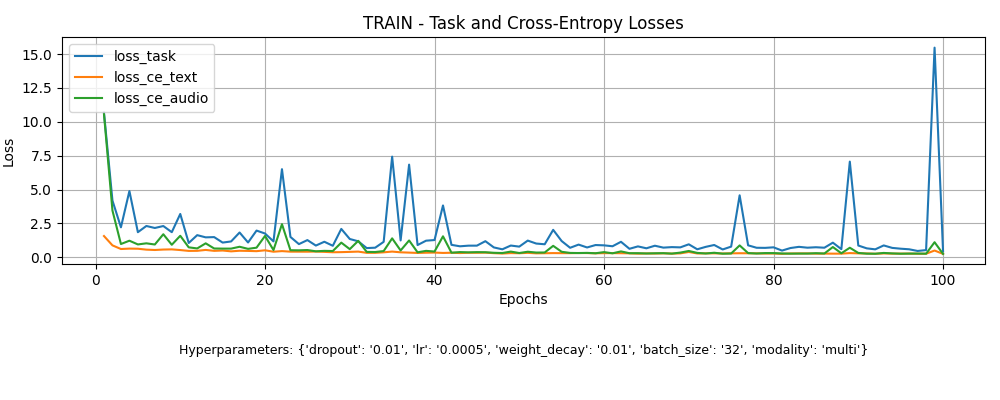 TRAIN - Task and Cross-Entropy Losses
15.0
12.5
10.0
7.5
5.0
2.5
0.0
Loss
loss_task
loss_ce_text
loss_ce_audio
0 20 40 60 80 100
Epochs
Hyperparameters: {'dropout': '0.01', 'lr': '0.0005', 'weight_decay': '0.01', 'batch_size': '32', 'modality': 'multi'}